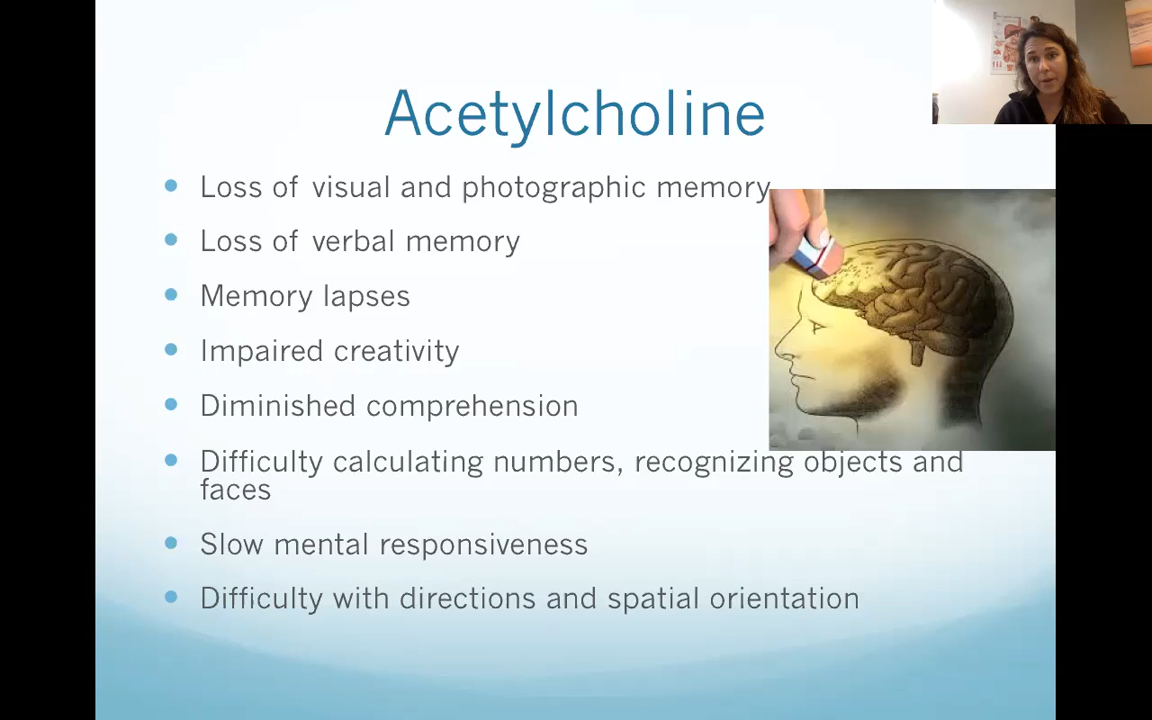 Acetylcholine
Loss of visual and photographic memory
Loss of verbal memory
Memory lapses
Impaired creativity
Diminished comprehension
Difficulty calculating numbers, recognizing objects and
faces
Slow mental responsiveness
Difficulty with directions and spatial orientation